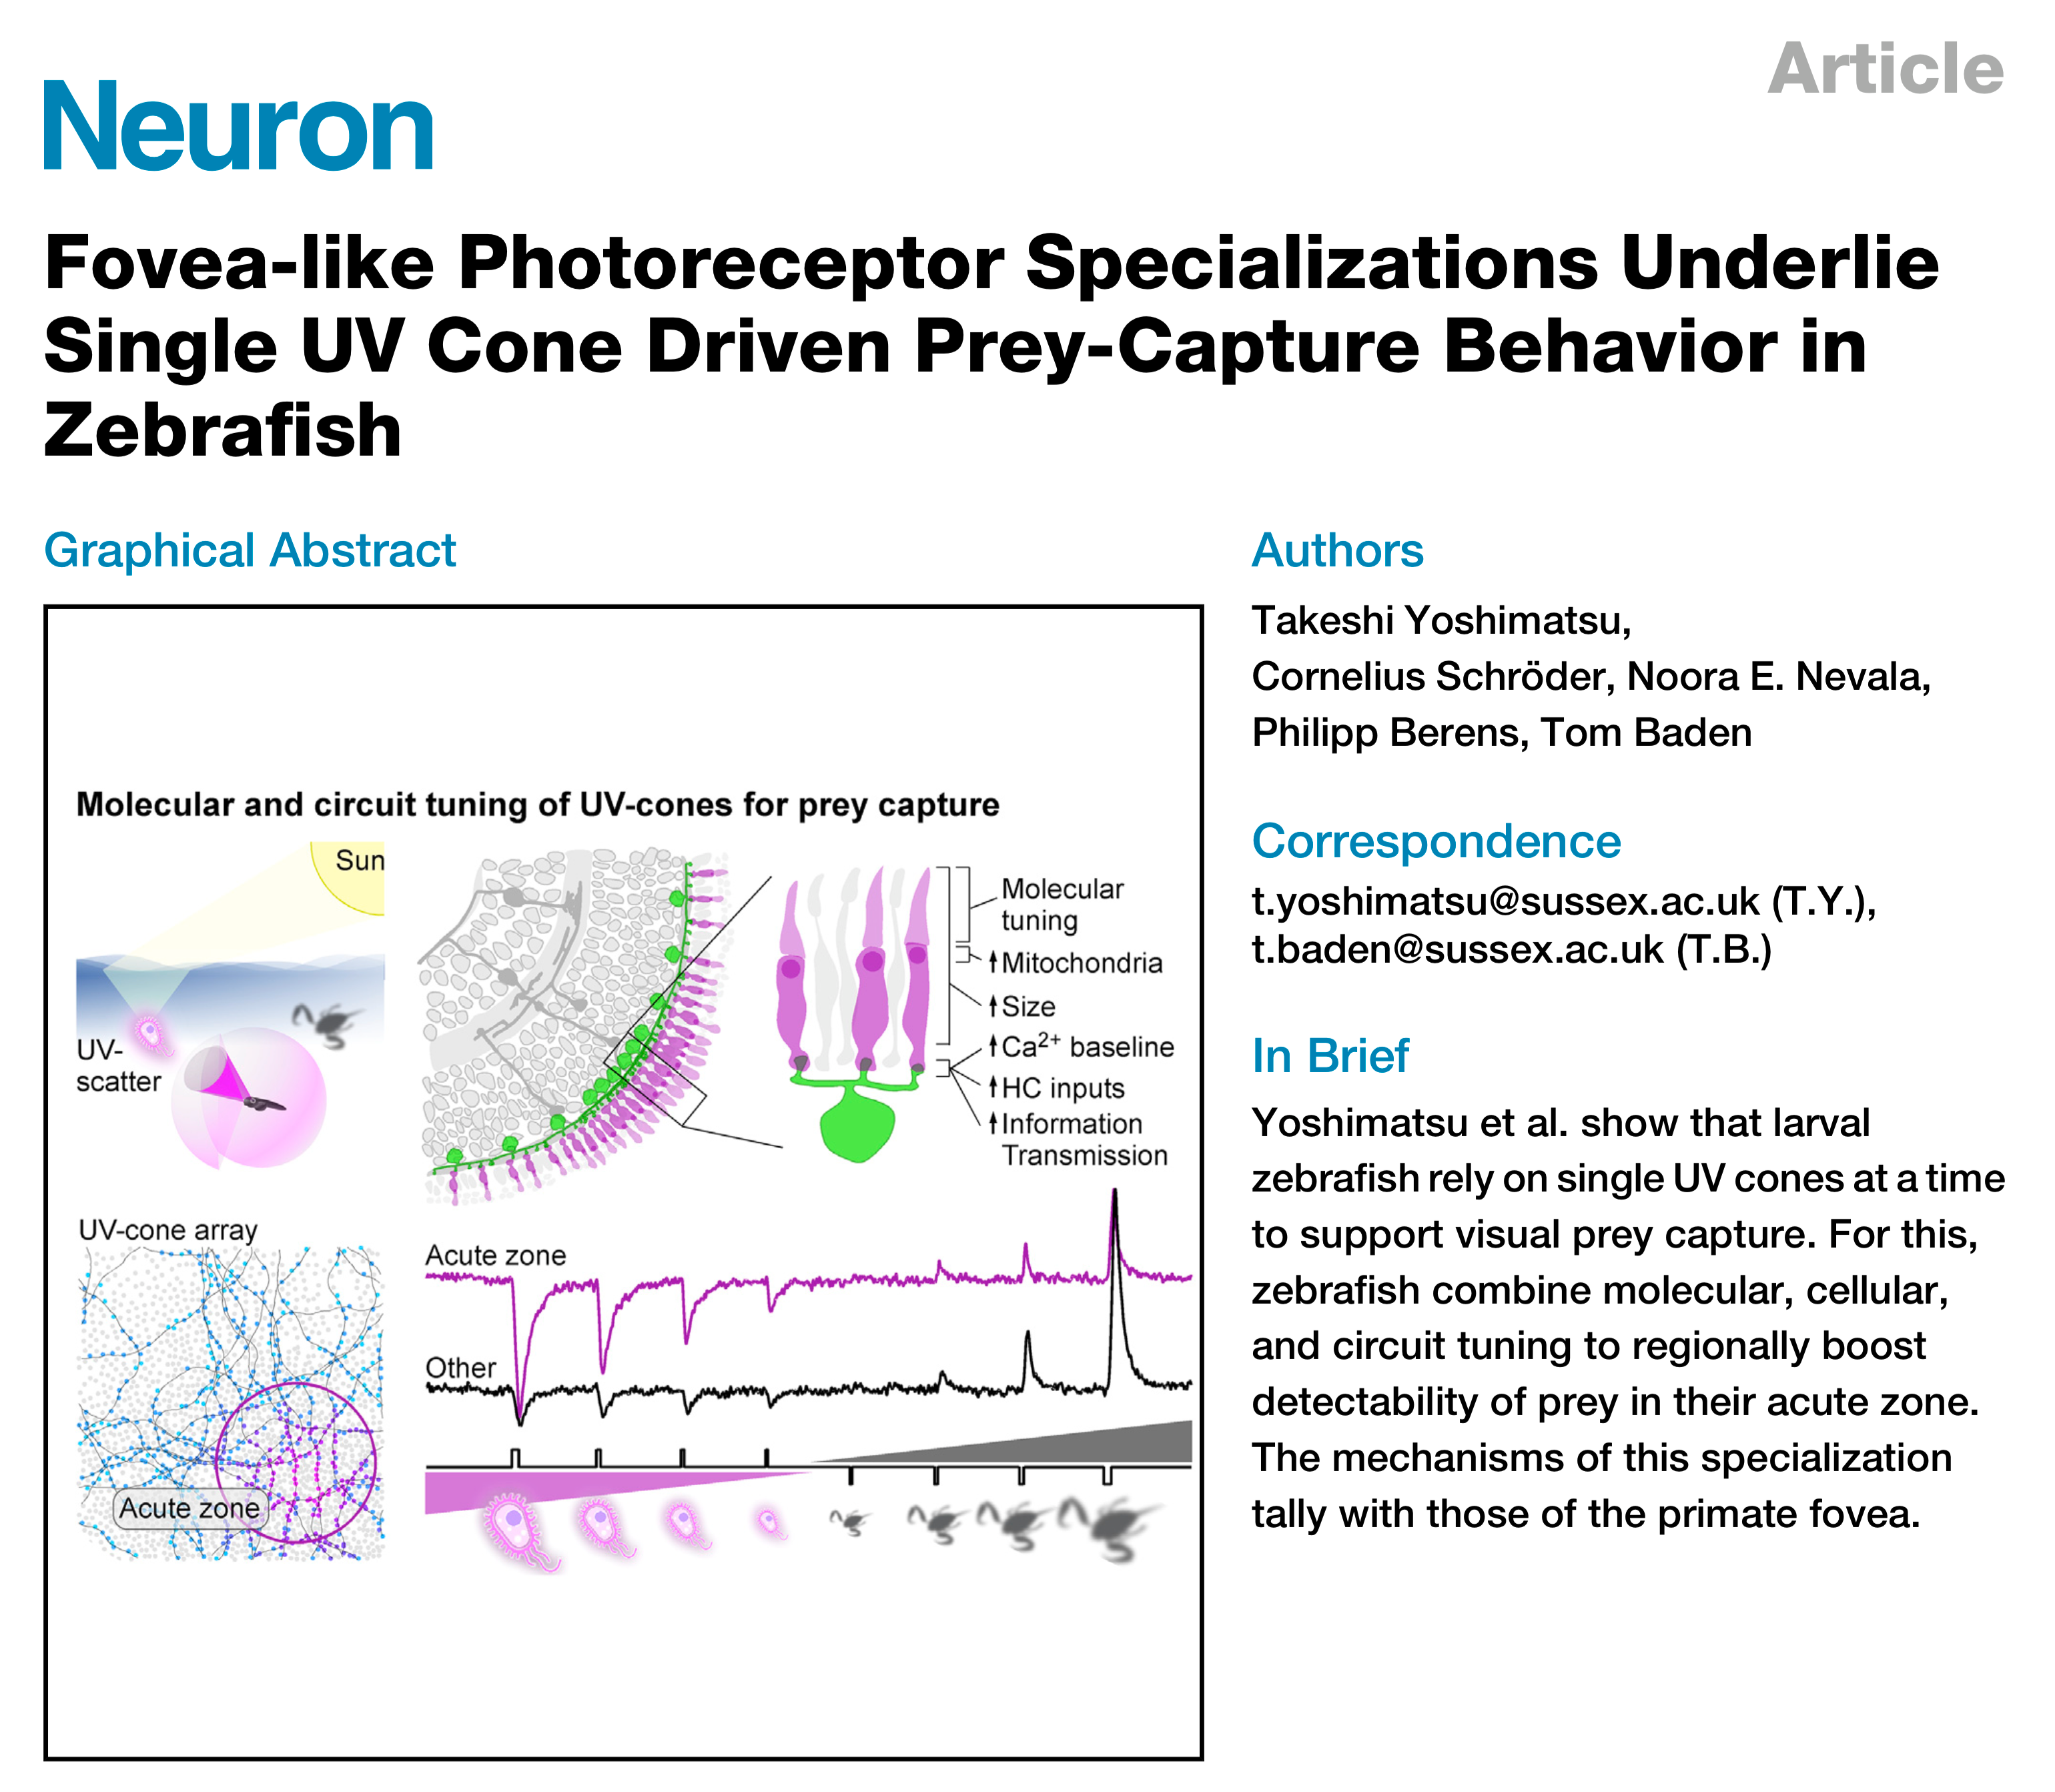 Article
Neuron
Fovea-like Photoreceptor Specializations Underlie
Single UV Cone Driven Prey-Capture Behavior in
Zebrafish
Graphical Abstract
Molecular and circuit tuning of UV-cones for prey capture
Sun
UV-
scatter
Molecular
tuning
↑Mitochondria
↑Size
↑Ca²⁺ baseline
↑HC inputs
↑Information
Transmission
UV-cone array
Acute zone
Acute zone
Other
Authors
Takeshi Yoshimatsu,
Cornelius Schröder, Noora E. Nevala,
Philipp Berens, Tom Baden
Correspondence
t.yoshimatsu@sussex.ac.uk (T.Y.),
t.baden@sussex.ac.uk (T.B.)
In Brief
Yoshimatsu et al. show that larval
zebrafish rely on single UV cones at a time
to support visual prey capture. For this,
zebrafish combine molecular, cellular,
and circuit tuning to regionally boost
detectability of prey in their acute zone.
The mechanisms of this specialization
tally with those of the primate fovea.